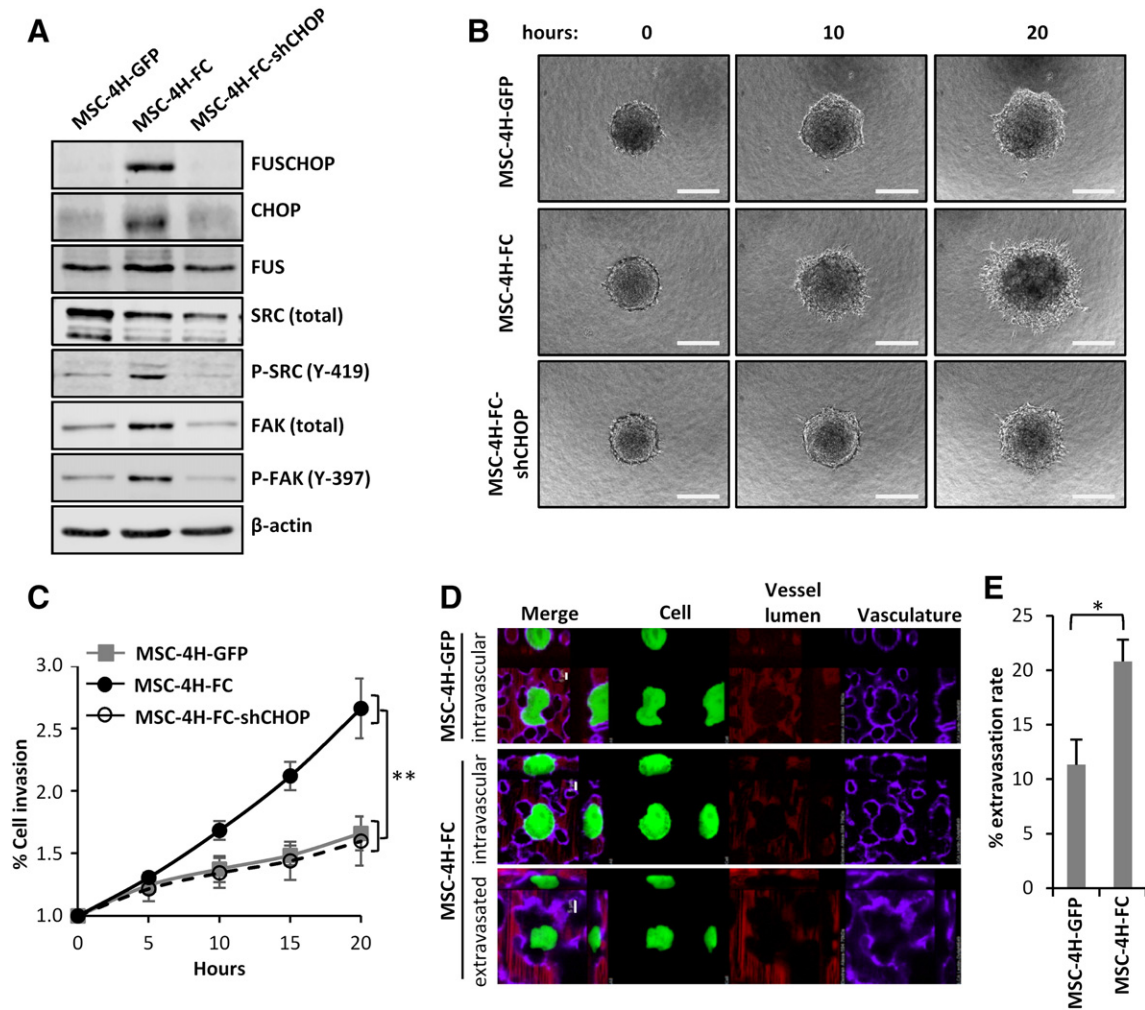 A
MSC-4H-GFP
MSC-4H-FC
MSC-4H-FC-shCHOP
FUSCHOP
CHOP
FUS
SRC (total)
P-SRC (Y-419)
FAK (total)
P-FAK (Y-397)
β-actin
B
hours: 0 10 20
MSC-4H-GFP
MSC-4H-FC
MSC-4H-FC-
shCHOP
C
% Cell invasion
3.0
2.5
2.0
1.5
1.0
MSC-4H-GFP
MSC-4H-FC
MSC-4H-FC-shCHOP
**
0 5 10 15 20
Hours
D
Merge Cell Vessel lumen Vasculature
MSC-4H-GFP
intravascular
MSC-4H-FC
intravascular
extravasated
E
% extravasation rate
25
20
15
10
5
0
*
MSC-4H-GFP
MSC-4H-FC